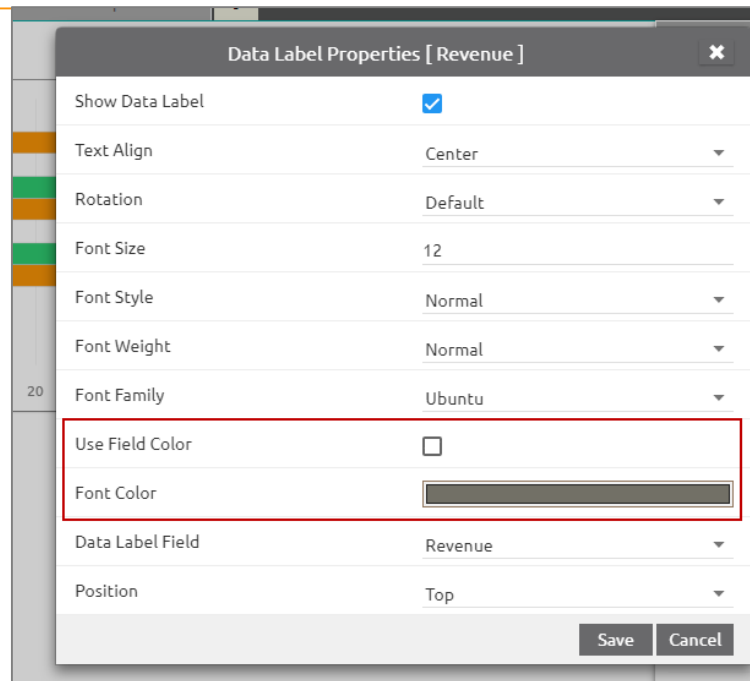 Data Label Properties [ Revenue ]
Show Data Label
Text Align Center
Rotation Default
Font Size 12
Font Style Normal
Font Weight Normal
20
Font Family Ubuntu
Use Field Color
Font Color
Data Label Field Revenue
Position Top
Save Cancel